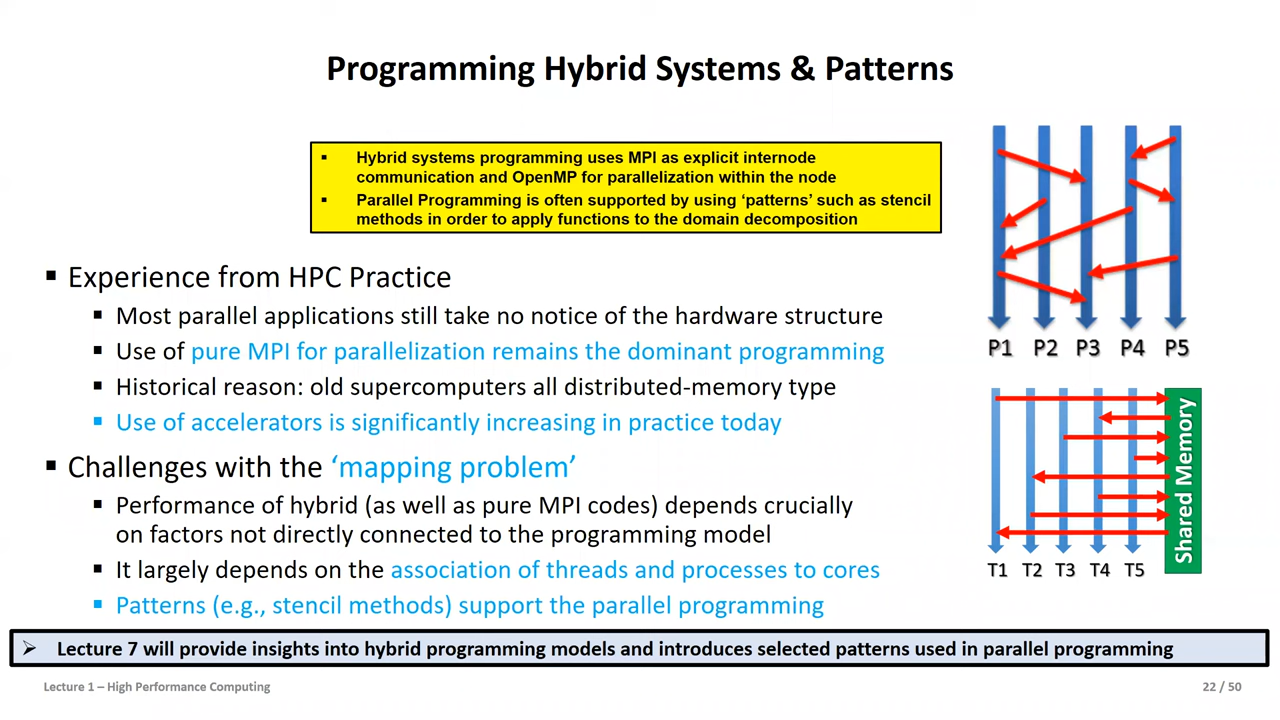 Programming Hybrid Systems & Patterns
▪ Hybrid systems programming uses MPI as explicit internode
communication and OpenMP for parallelization within the node
▪ Parallel Programming is often supported by using ‘patterns’ such as stencil
methods in order to apply functions to the domain decomposition
▪ Experience from HPC Practice
▪ Most parallel applications still take no notice of the hardware structure
▪ Use of pure MPI for parallelization remains the dominant programming
▪ Historical reason: old supercomputers all distributed-memory type
▪ Use of accelerators is significantly increasing in practice today
▪ Challenges with the ‘mapping problem’
▪ Performance of hybrid (as well as pure MPI codes) depends crucially
on factors not directly connected to the programming model
▪ It largely depends on the association of threads and processes to cores
▪ Patterns (e.g., stencil methods) support the parallel programming
P1 P2 P3 P4 P5
Shared Memory
T1 T2 T3 T4 T5
➢ Lecture 7 will provide insights into hybrid programming models and introduces selected patterns used in parallel programming
Lecture 1 – High Performance Computing
22 / 50